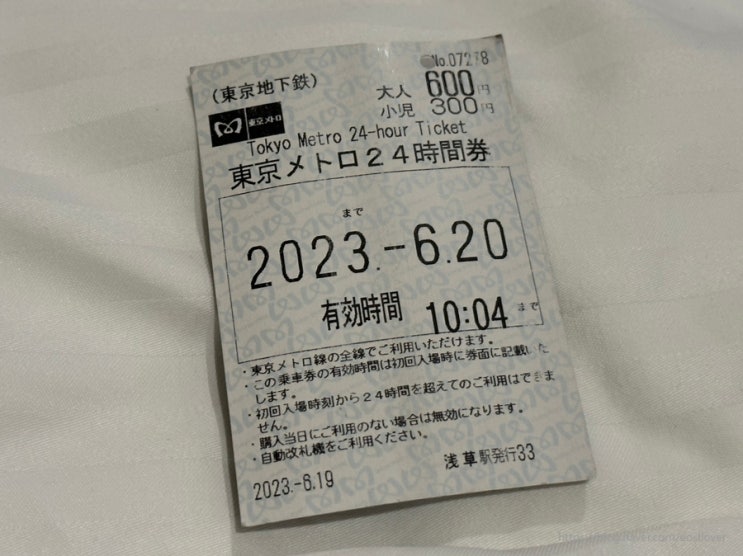 No.07278
(東京地下鉄)
大人 600円
小児 300円
東京メトロ
Tokyo Metro 24-hour Ticket
東京メトロ24時間券
まで
2023.-6.20
有効時間 10:04 まで
・東京メトロ線の全線でご利用いただけます。
・この乗車券の有効時間は初回入場時に券面に記載いた
します。
・初回入場時刻から24時間を超えてのご利用はできま
せん。
・購入当日にご利用のない場合は無効になります。
・自動改札機をご利用ください。
2023.-6.19
浅草駅発行33